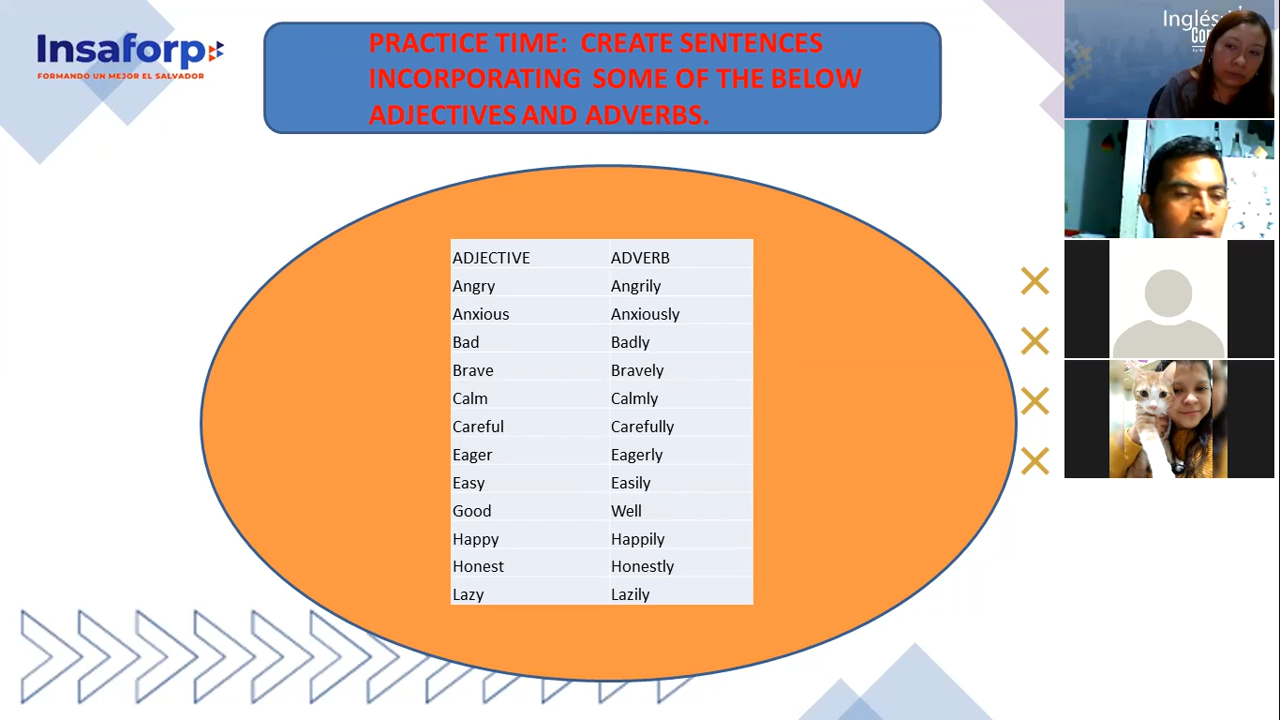 Insaforp
FORMANDO UN MEJOR EL SALVADOR
PRACTICE TIME: CREATE SENTENCES
INCORPORATING SOME OF THE BELOW
ADJECTIVES AND ADVERBS.
ADJECTIVE ADVERB
Angry Angrily
Anxious Anxiously
Bad Badly
Brave Bravely
Calm Calmly
Careful Carefully
Eager Eagerly
Easy Easily
Good Well
Happy Happily
Honest Honestly
Lazy Lazily
Inglés